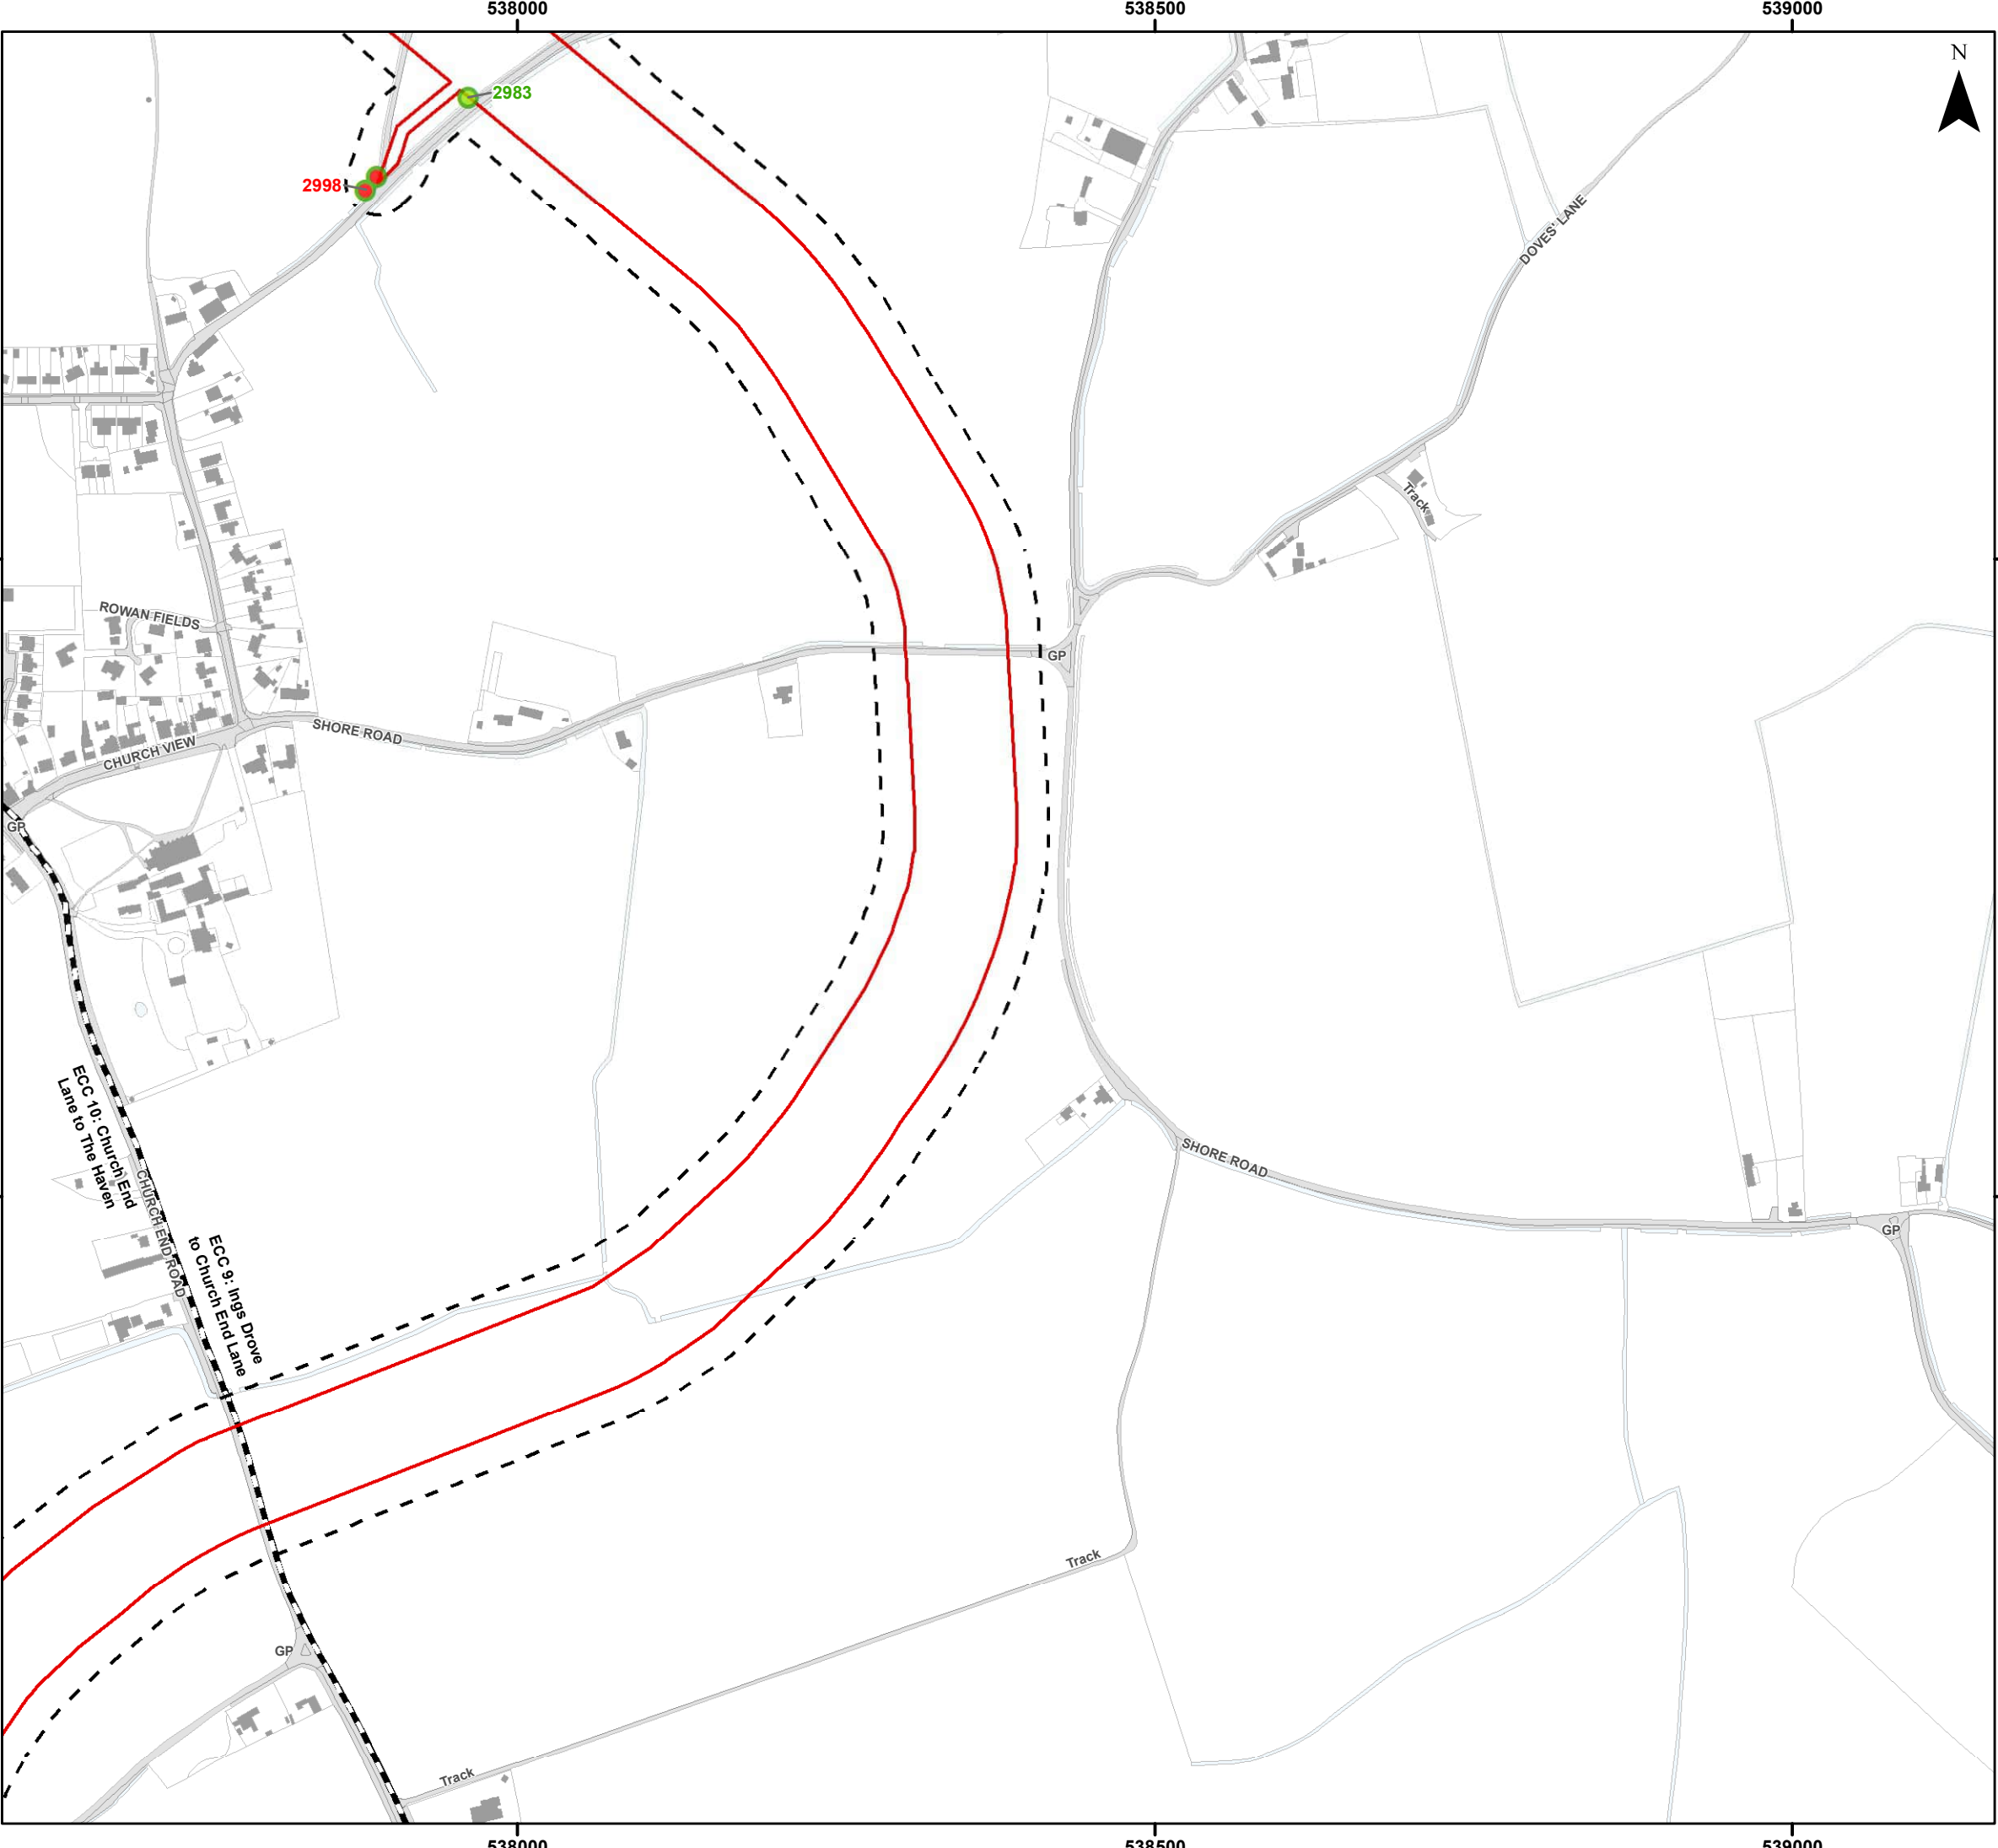 538000
538500
539000
N
2983
2998
DOVES' LANE
Track
ROWAN FIELDS
GP
SHORE ROAD
CHURCH VIEW
GP
ECC 10: Church End
Lane to The Haven
CHURCH END ROAD
SHORE ROAD
GP
ECC 9: Ings Drove
to Church End Lane
Track
GP
Track
538000
538500
539000